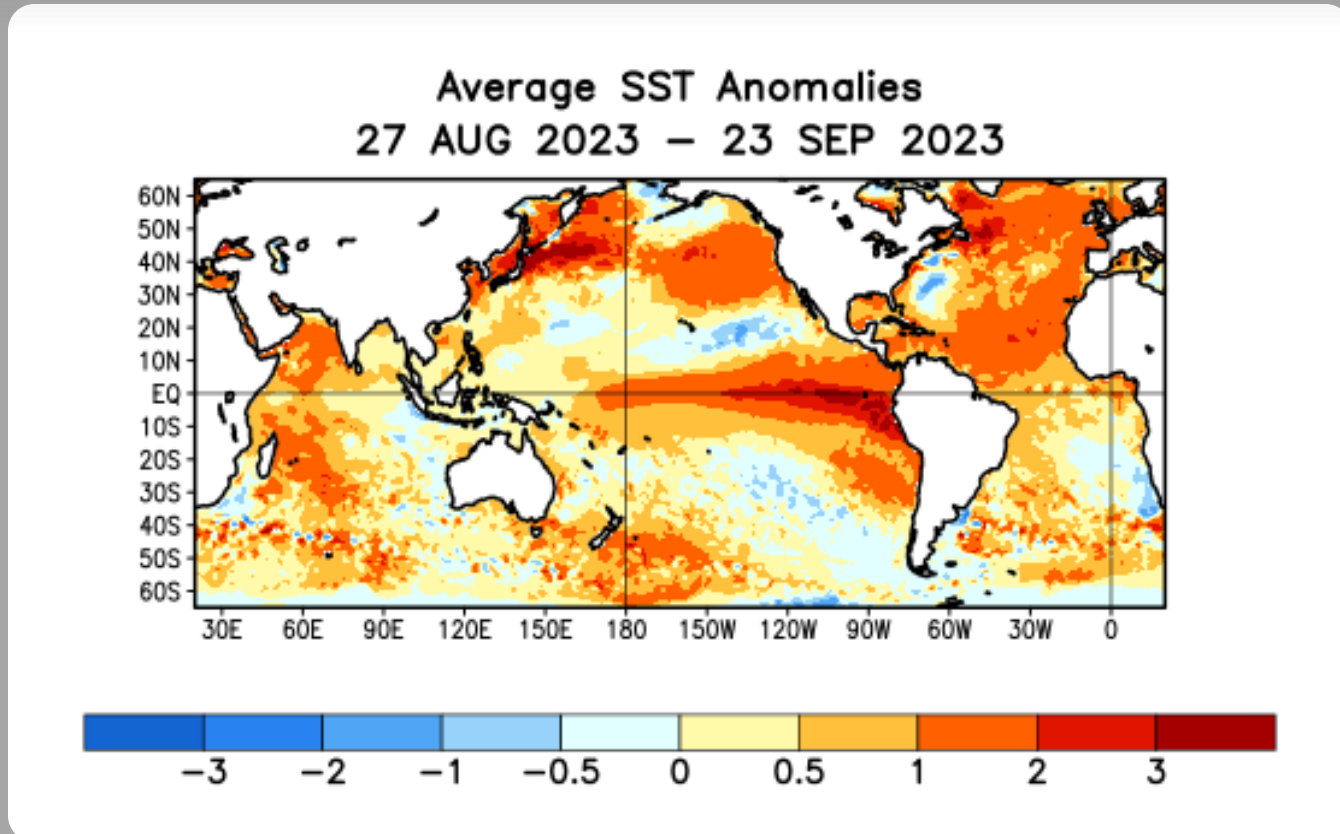 Average SST Anomalies
27 AUG 2023 – 23 SEP 2023
60N
50N
40N
30N
20N
10N
EQ
10S
20S
30S
40S
50S
60S
30E 60E 90E 120E 150E 180 150W 120W 90W 60W 30W 0
−3 −2 −1 −0.5 0 0.5 1 2 3